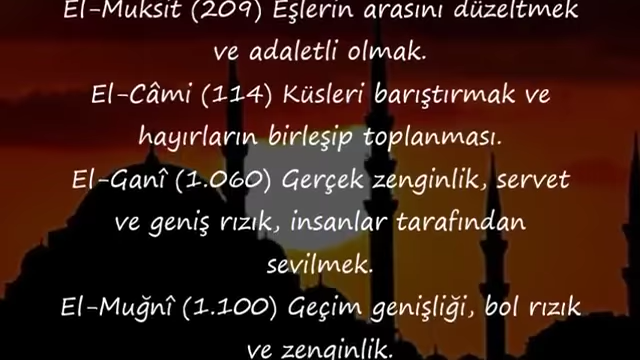 El-Muksit (209) Eşlerin arasını düzeltmek
ve adaletli olmak.
El-Câmi (114) Küsleri barıştırmak ve
hayırların birleşip toplanması.
El-Ganî (1.060) Gerçek zenginlik, servet
ve geniş rızık, insanlar tarafından
sevilmek.
El-Muğnî (1.100) Geçim genişliği, bol rızık
ve zenginlik.